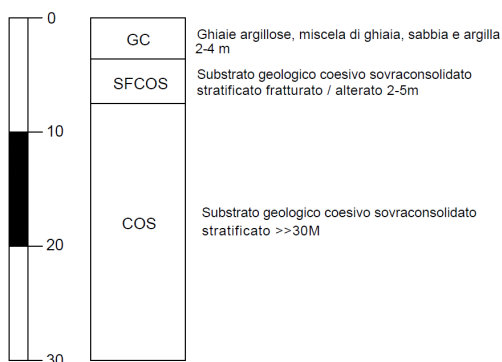 0
GC
Ghiaie argillose, miscela di ghiaia, sabbia e argilla
2-4 m
SFCOS
Substrato geologico coesivo sovraconsolidato
stratificato fratturato / alterato 2-5m
10
COS
Substrato geologico coesivo sovraconsolidato
stratificato >>30M
20
30